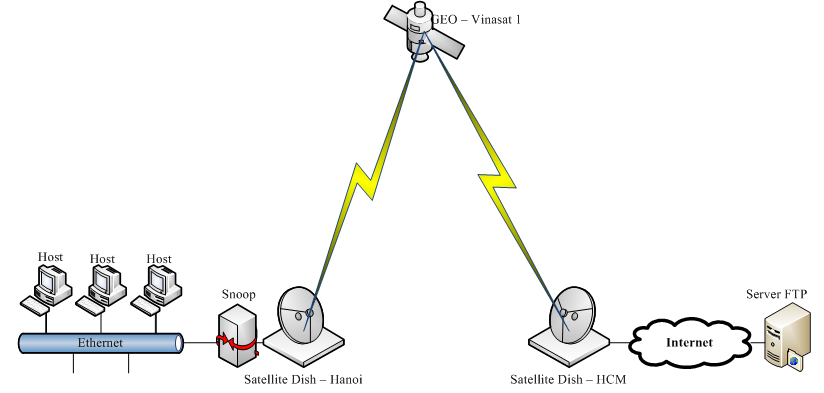 GEO – Vinasat 1
Host
Host
Host
Snoop
Server FTP
Ethernet
Internet
Satellite Dish – Hanoi
Satellite Dish – HCM